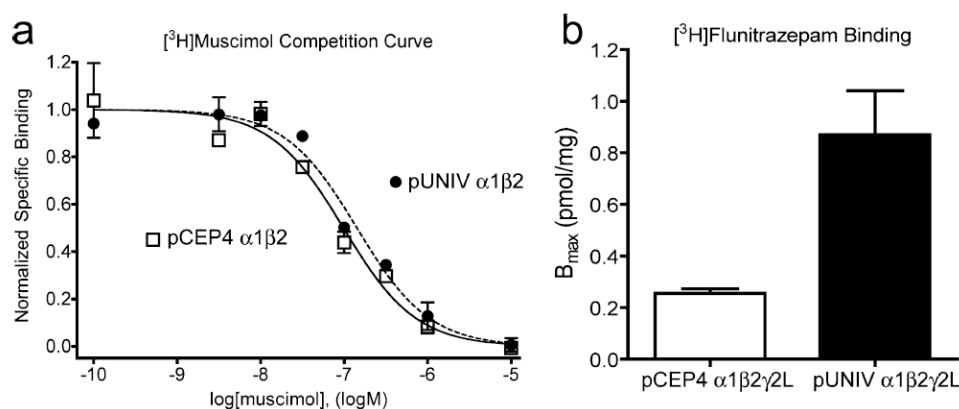 a
[³H]Muscimol Competition Curve
Normalized Specific Binding
1.2
1.0
0.8
0.6
0.4
0.2
0.0
pUNIV α1β2
pCEP4 α1β2
-10 -9 -8 -7 -6 -5
log[muscimol], (logM)
b
[³H]Flunitrazepam Binding
Bmax (pmol/mg)
1.2
1.0
0.8
0.6
0.4
0.2
0.0
pCEP4 α1β2γ2L pUNIV α1β2γ2L